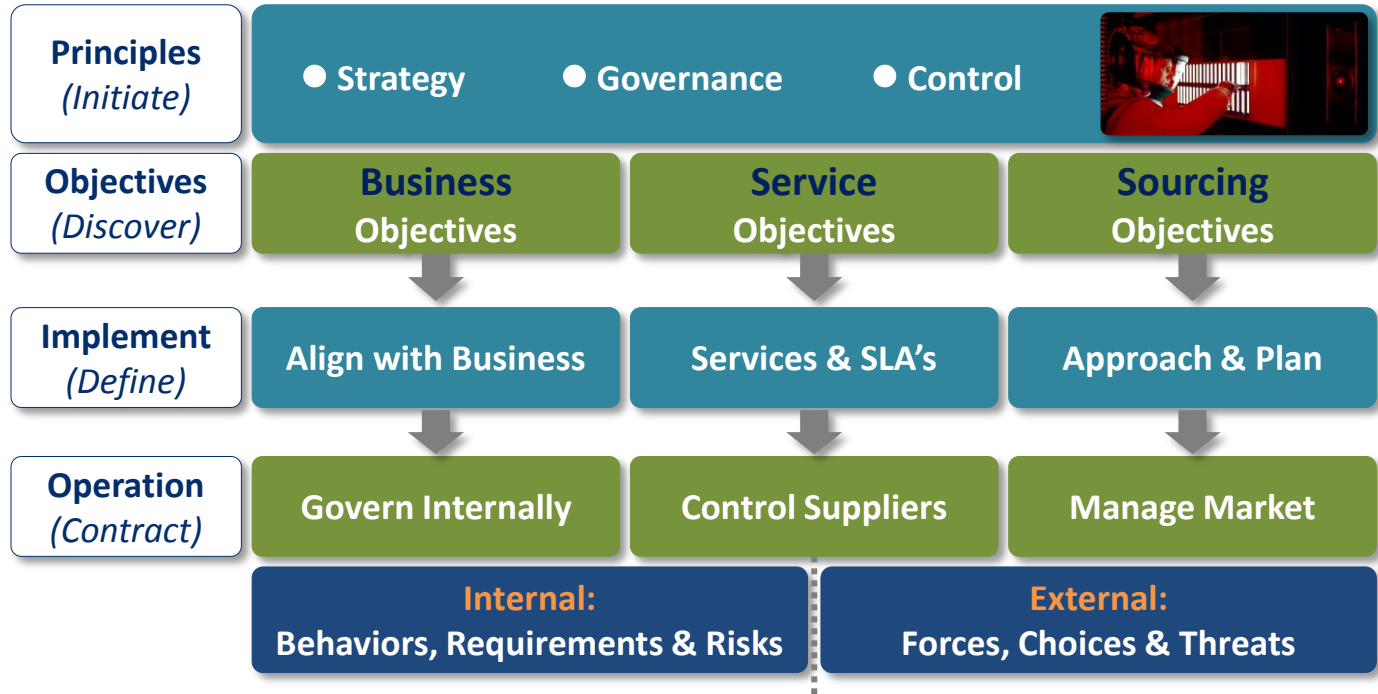 Principles
(Initiate)
Strategy
Governance
Control
Objectives
(Discover)
Business
Objectives
Service
Objectives
Sourcing
Objectives
Implement
(Define)
Align with Business
Services & SLA’s
Approach & Plan
Operation
(Contract)
Govern Internally
Control Suppliers
Manage Market
Internal:
Behaviors, Requirements & Risks
External:
Forces, Choices & Threats